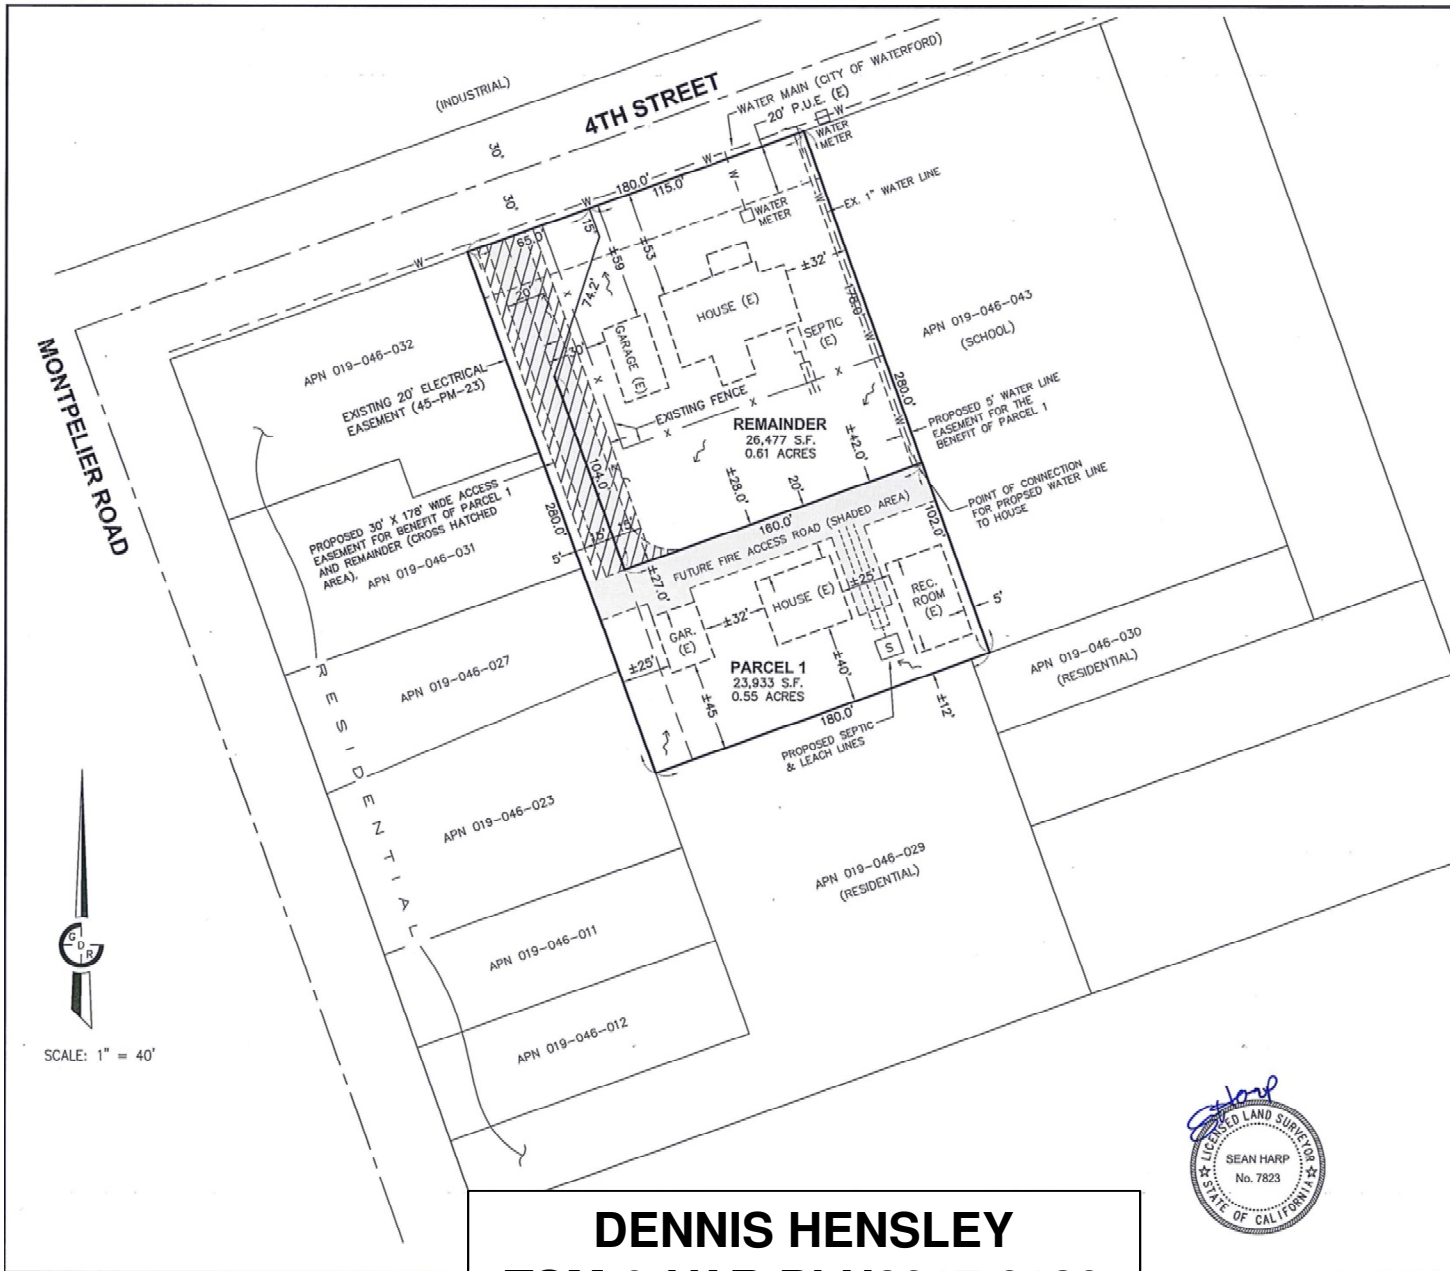 (INDUSTRIAL)
4TH STREET
WATER MAIN (CITY OF WATERFORD)
20' P.U.E. (E)
W
WATER
METER
30'
30'
W
W
180.0'
115.0'
W
W
W
65.0'
15'
WATER
METER
EX. 1" WATER LINE
W
±59
±53
±32'
20'
74.2'
HOUSE (E)
SEPTIC
(E)
178.0'
W
GARAGE (E)
30'
APN 019-046-043
(SCHOOL)
MONTPELIER ROAD
APN 019-046-032
EXISTING 20' ELECTRICAL
EASEMENT (45-PM-23)
X
X
X
X
X
EXISTING FENCE
280.0'
W
PROPOSED 5' WATER LINE
EASEMENT FOR THE
BENEFIT OF PARCEL 1
REMAINDER
26,477 S.F.
0.61 ACRES
±42.0'
±28.0'
20'
104.0'
280.0'
POINT OF CONNECTION
FOR PROPSED WATER LINE
TO HOUSE
PROPOSED 30' X 178' WIDE ACCESS
EASEMENT FOR BENEFIT OF PARCEL 1
AND REMAINDER (CROSS HATCHED
AREA).
APN 019-046-031
5'
15'
15'
160.0'
FUTURE FIRE ACCESS ROAD (SHADED AREA)
102.0'
±27.0'
HOUSE (E)
±25'
REC.
ROOM
(E)
5'
±32'
GAR.
(E)
S
±25'
PARCEL 1
23,933 S.F.
0.55 ACRES
±40'
±45
180.0'
±12'
APN 019-046-030
(RESIDENTIAL)
APN 019-046-027
RESIDENTIAL
PROPOSED SEPTIC
& LEACH LINES
APN 019-046-023
APN 019-046-029
(RESIDENTIAL)
APN 019-046-011
APN 019-046-012
G
D
R
SCALE: 1" = 40'
LICENSED LAND SURVEYOR
SEAN HARP
No. 7823
STATE OF CALIFORNIA
DENNIS HENSLEY